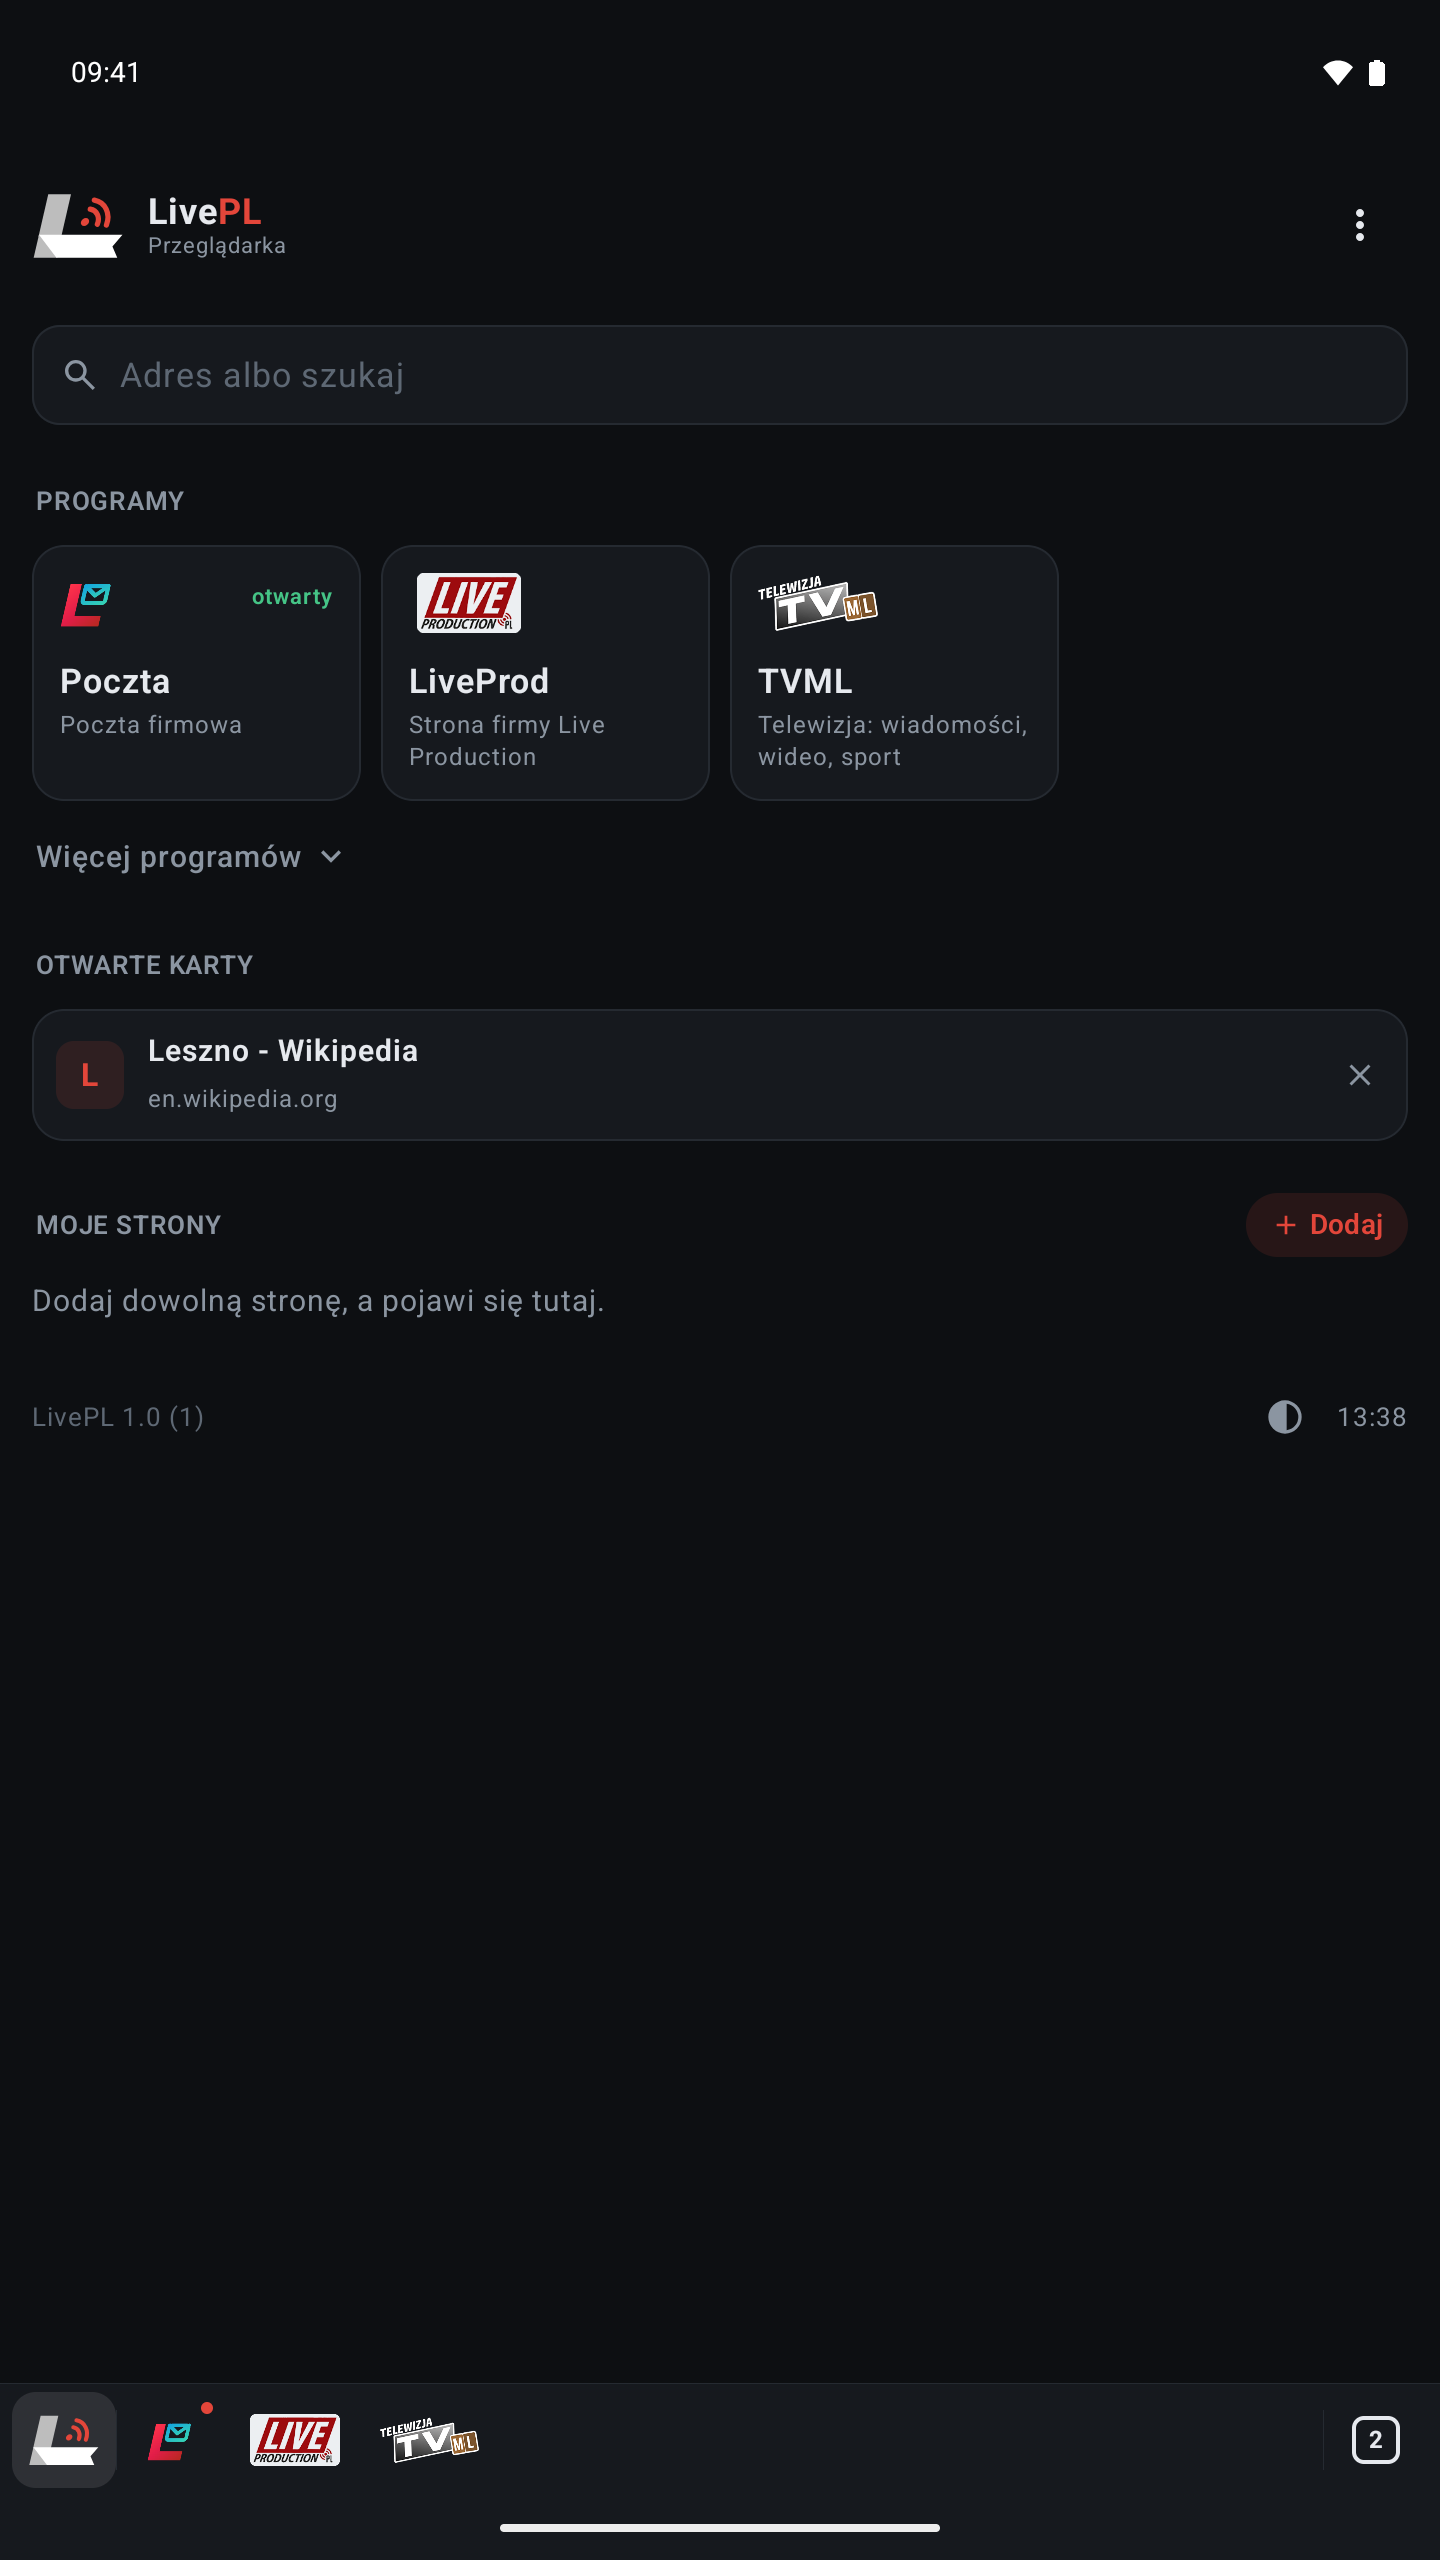 09:41
LivePL
Przeglądarka
Adres albo szukaj
PROGRAMY
otwarty
Poczta
Poczta firmowa
LIVE
PRODUCTION PL
LiveProd
Strona firmy Live
Production
TELEWIZJA
TV ML
TVML
Telewizja: wiadomości,
wideo, sport
Więcej programów
OTWARTE KARTY
L
Leszno - Wikipedia
en.wikipedia.org
MOJE STRONY
+ Dodaj
Dodaj dowolną stronę, a pojawi się tutaj.
LivePL 1.0 (1)
13:38
LIVE
PRODUCTION PL
TELEWIZJA
TV ML
2